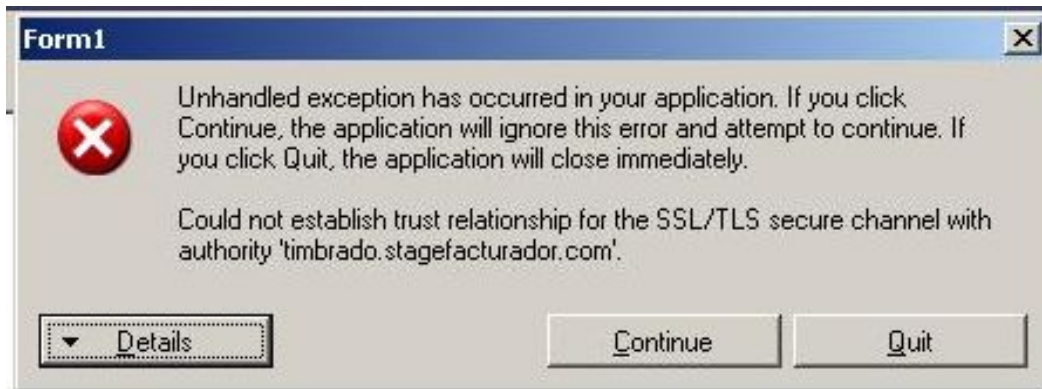 Form1
Unhandled exception has occurred in your application. If you click
Continue, the application will ignore this error and attempt to continue. If
you click Quit, the application will close immediately.
Could not establish trust relationship for the SSL/TLS secure channel with
authority 'timbrado.stagefacturador.com'.
Details
Continue
Quit